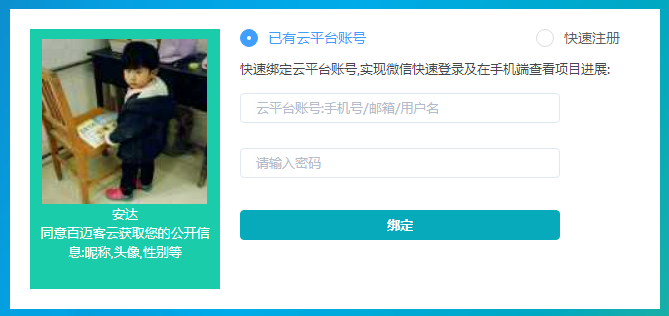 已有云平台账号
快速注册
快速绑定云平台账号,实现微信快速登录及在手机端查看项目进展:
云平台账号:手机号/邮箱/用户名
请输入密码
绑定
安达
同意百迈客云获取您的公开信
息:昵称,头像,性别等